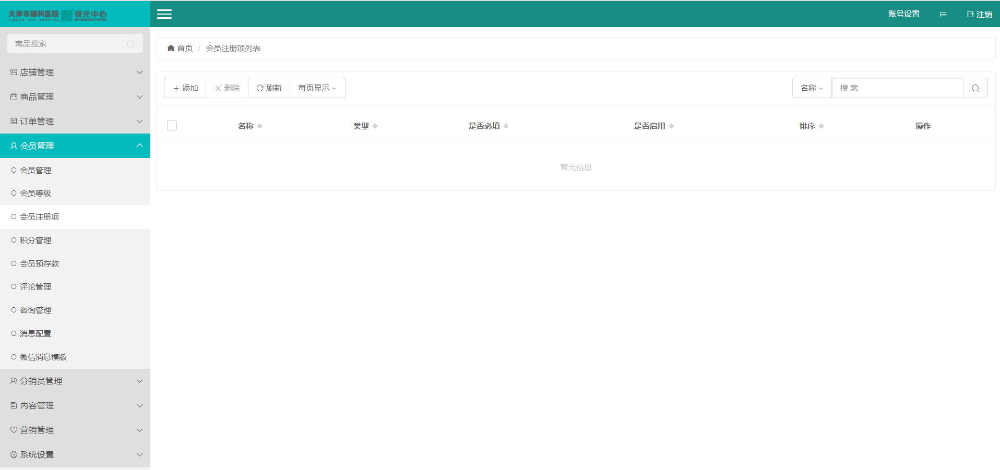 天津市眼科医院 视光中心
TIANJIN EYE HOSPITAL
账号设置
注销
商品搜索
店铺管理
商品管理
订单管理
会员管理
会员管理
会员等级
会员注册项
积分管理
会员预存款
评论管理
咨询管理
消息配置
微信消息模版
分销员管理
内容管理
营销管理
系统设置
首页 / 会员注册项列表
添加 删除 刷新 每页显示
名称 搜 索
名称 类型 是否必填 是否启用 排序 操作
暂无信息